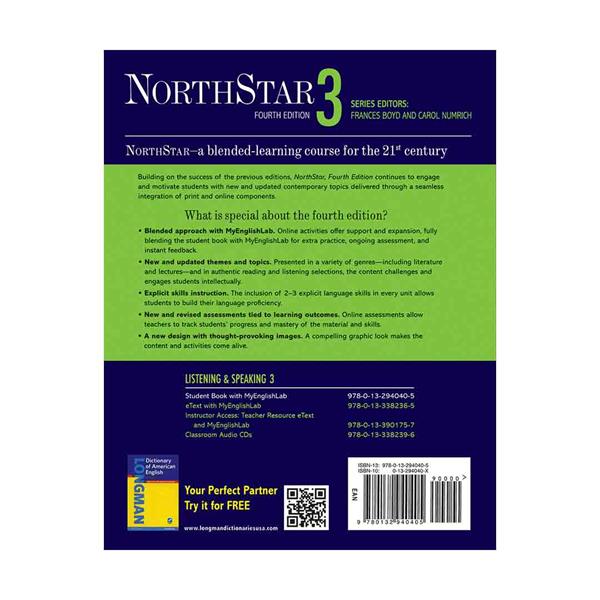 NORTHSTAR 3
FOURTH EDITION
SERIES EDITORS:
FRANCES BOYD AND CAROL NUMRICH
NORTHSTAR—a blended-learning course for the 21st century
Building on the success of the previous editions, NorthStar, Fourth Edition continues to engage
and motivate students with new and updated contemporary topics delivered through a seamless
integration of print and online components.
What is special about the fourth edition?
• Blended approach with MyEnglishLab. Online activities offer support and expansion, fully
blending the student book with MyEnglishLab for extra practice, ongoing assessment, and
instant feedback.
• New and updated themes and topics. Presented in a variety of genres—including literature
and lectures—and in authentic reading and listening selections, the content challenges and
engages students intellectually.
• Explicit skills instruction. The inclusion of 2–3 explicit language skills in every unit allows
students to build their language proficiency.
• New and revised assessments tied to learning outcomes. Online assessments allow
teachers to track students' progress and mastery of the material and skills.
• A new design with thought-provoking images. A compelling graphic look makes the
content and activities come alive.
LISTENING & SPEAKING 3
Student Book with MyEnglishLab 978-0-13-294040-5
eText with MyEnglishLab 978-0-13-338236-5
Instructor Access: Teacher Resource eText
and MyEnglishLab 978-0-13-390175-7
Classroom Audio CDs 978-0-13-338239-6
LONGMAN
Dictionary of American
English
Your Perfect Partner
Try it for FREE
www.longmandictionariesusa.com
ISBN-13: 978-0-13-294040-5
ISBN-10: 0-13-294040-X
90000>
EAN
9 780132 940405